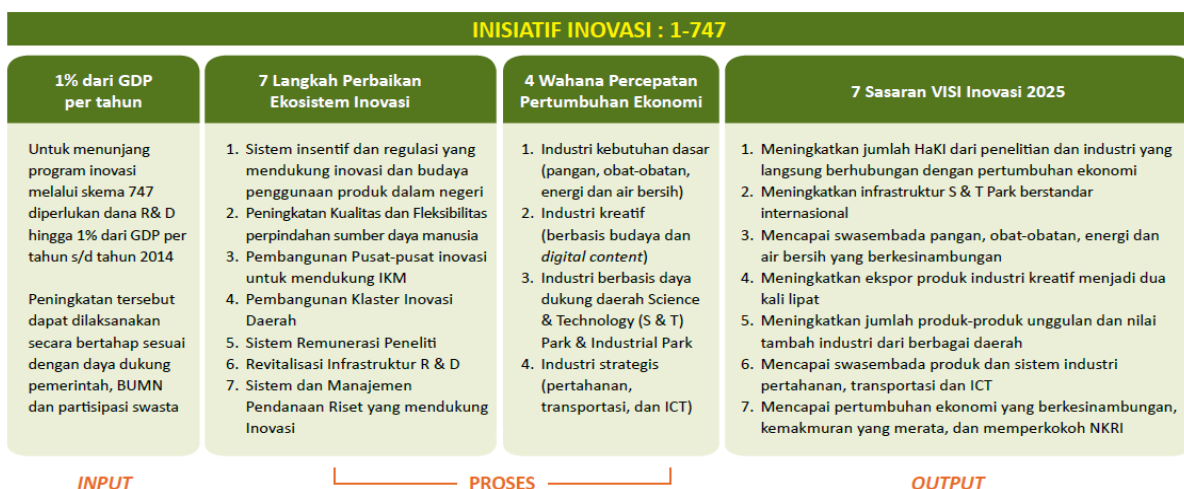 INISIATIF INOVASI : 1-747
1% dari GDP
per tahun
Untuk menunjang
program inovasi
melalui skema 747
diperlukan dana R& D
hingga 1% dari GDP per
tahun s/d tahun 2014
Peningkatan tersebut
dapat dilaksanakan
secara bertahap sesuai
dengan daya dukung
pemerintah, BUMN
dan partisipasi swasta
7 Langkah Perbaikan
Ekosistem Inovasi
1. Sistem insentif dan regulasi yang
mendukung inovasi dan budaya
penggunaan produk dalam negeri
2. Peningkatan Kualitas dan Fleksibilitas
perpindahan sumber daya manusia
3. Pembangunan Pusat-pusat inovasi
untuk mendukung IKM
4. Pembangunan Klaster Inovasi
Daerah
5. Sistem Remunerasi Peneliti
6. Revitalisasi Infrastruktur R & D
7. Sistem dan Manajemen
Pendanaan Riset yang mendukung
Inovasi
4 Wahana Percepatan
Pertumbuhan Ekonomi
1. Industri kebutuhan dasar
(pangan, obat-obatan,
energi dan air bersih)
2. Industri kreatif
(berbasis budaya dan
digital content)
3. Industri berbasis daya
dukung daerah Science
& Technology (S & T)
Park & Industrial Park
4. Industri strategis
(pertahanan,
transportasi, dan ICT)
7 Sasaran VISI Inovasi 2025
1. Meningkatkan jumlah HaKI dari penelitian dan industri yang
langsung berhubungan dengan pertumbuhan ekonomi
2. Meningkatkan infrastruktur S & T Park berstandar
internasional
3. Mencapai swasembada pangan, obat-obatan, energi dan
air bersih yang berkesinambungan
4. Meningkatkan ekspor produk industri kreatif menjadi dua
kali lipat
5. Meningkatkan jumlah produk-produk unggulan dan nilai
tambah industri dari berbagai daerah
6. Mencapai swasembada produk dan sistem industri
pertahanan, transportasi dan ICT
7. Mencapai pertumbuhan ekonomi yang berkesinambungan,
kemakmuran yang merata, dan memperkokoh NKRI
INPUT
PROSES
OUTPUT